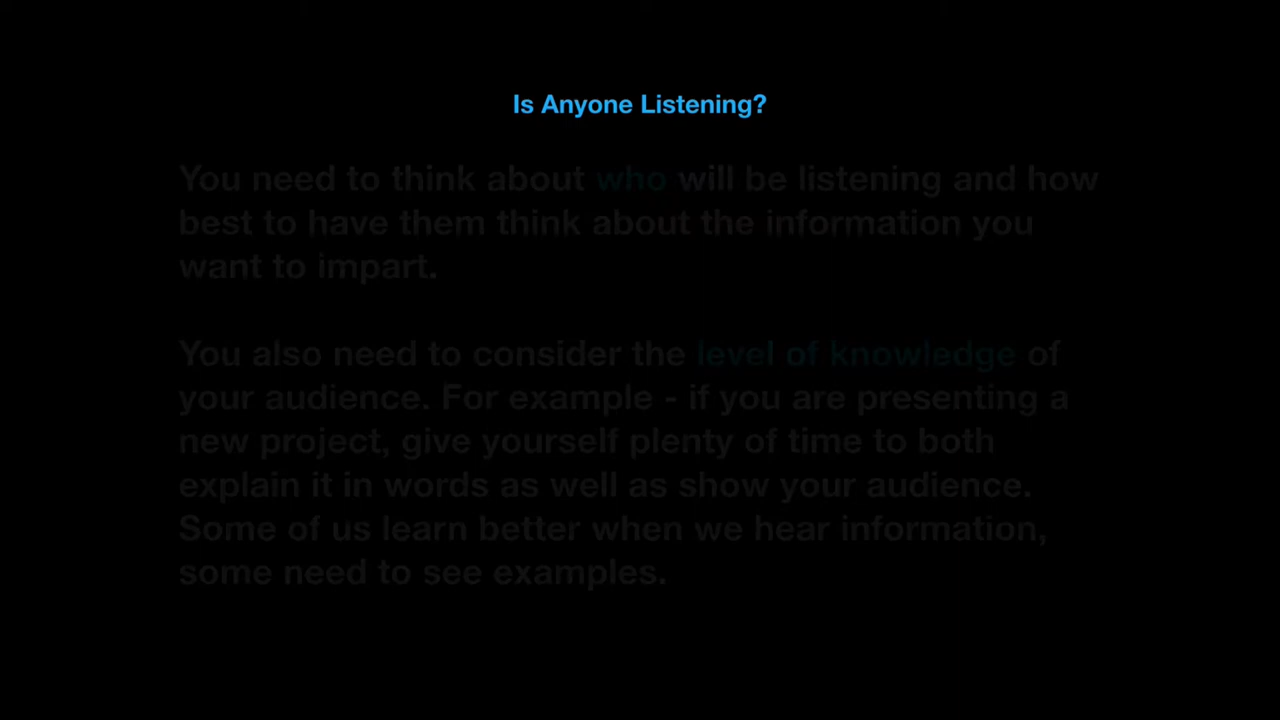 Is Anyone Listening?
You need to think about who will be listening and how
best to have them think about the information you
want to impart.
You also need to consider the level of knowledge of
your audience. For example - if you are presenting a
new project, give yourself plenty of time to both
explain it in words as well as show your audience.
Some of us learn better when we hear information,
some need to see examples.